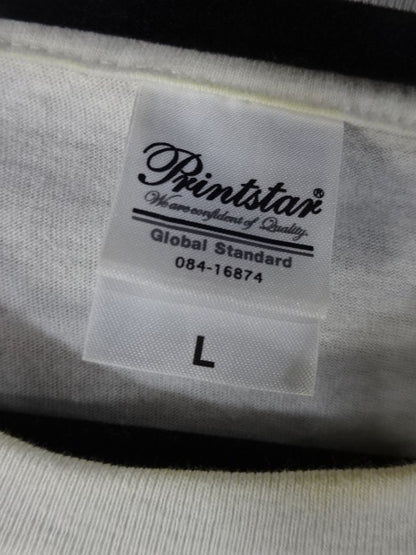 Printstar®
We are confident of Quality.
Global Standard
084-16874
L